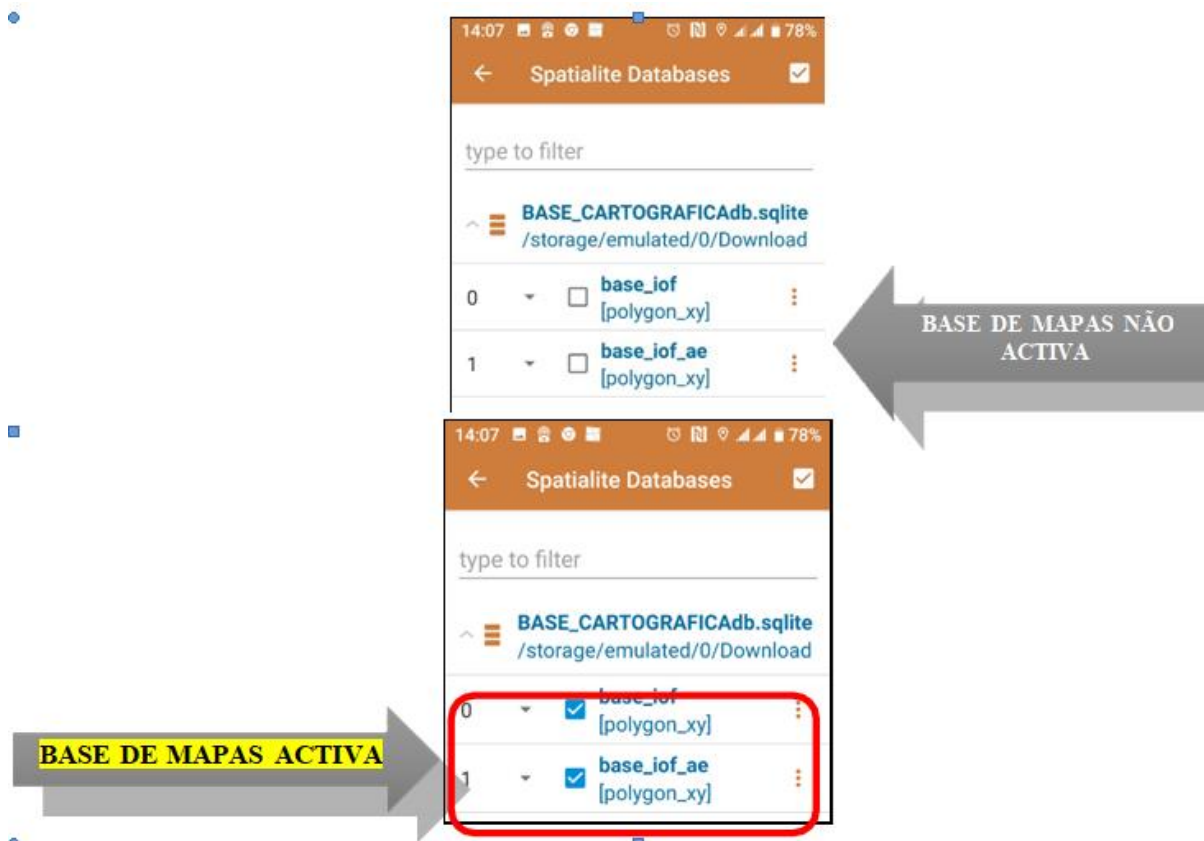 14:07 78%
Spatialite Databases
type to filter
BASE_CARTOGRAFICAdb.sqlite
/storage/emulated/0/Download
0 base_iof
[polygon_xy]
1 base_iof_ae
[polygon_xy]
BASE DE MAPAS NÃO
ACTIVA
14:07 78%
Spatialite Databases
type to filter
BASE_CARTOGRAFICAdb.sqlite
/storage/emulated/0/Download
0 base_iof
[polygon_xy]
1 base_iof_ae
[polygon_xy]
BASE DE MAPAS ACTIVA